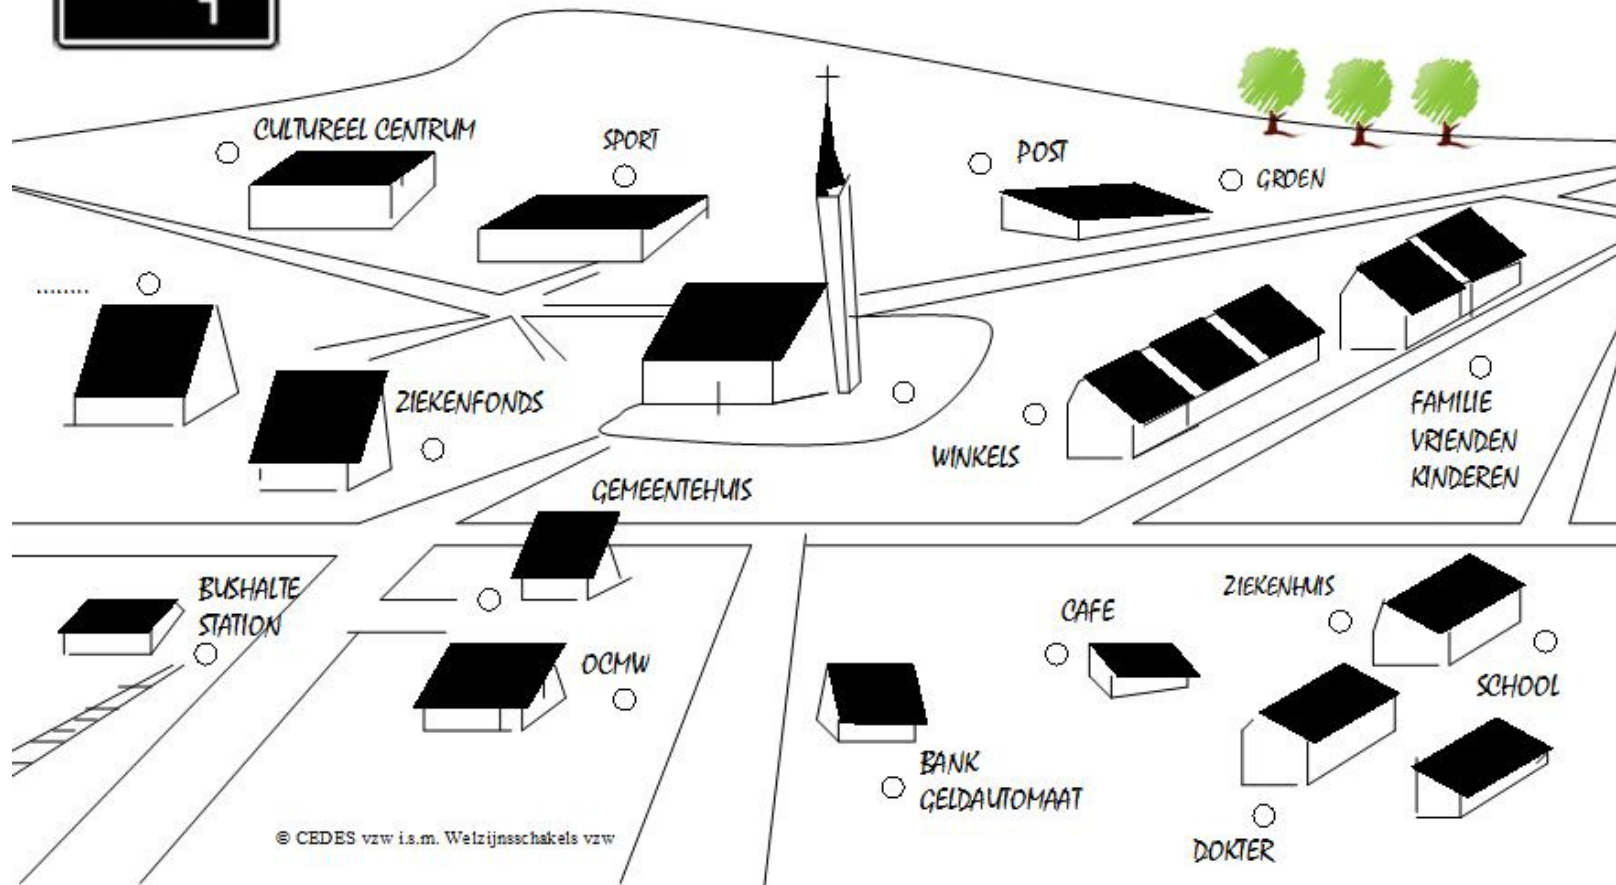 CULTUREEL CENTRUM
SPORT
POST
GROEN
........
ZIEKENFONDS
FAMILIE
VRIENDEN
KINDEREN
WINKELS
GEMEENTEHUIS
BUSHALTE
STATION
ZIEKENHUIS
CAFE
OCMW
SCHOOL
BANK
GELDAUTOMAAT
DOKTER
© CEDES vzw i.s.m. Welzijnsschakels vzw